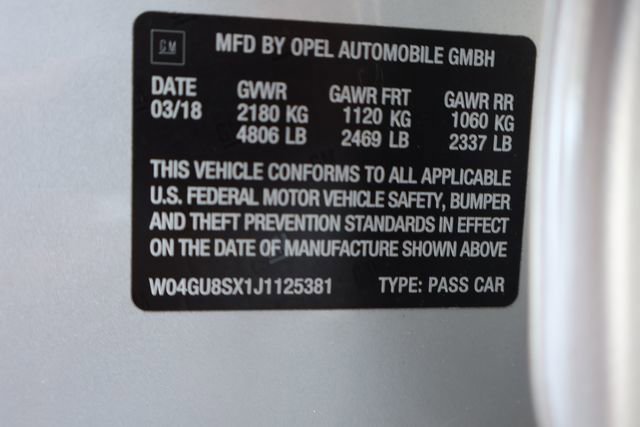 GM MFD BY OPEL AUTOMOBILE GMBH
DATE GVWR GAWR FRT GAWR RR
03/18 2180 KG 1120 KG 1060 KG
4806 LB 2469 LB 2337 LB
THIS VEHICLE CONFORMS TO ALL APPLICABLE
U.S. FEDERAL MOTOR VEHICLE SAFETY, BUMPER
AND THEFT PREVENTION STANDARDS IN EFFECT
ON THE DATE OF MANUFACTURE SHOWN ABOVE
W04GU8SX1J1125381 TYPE: PASS CAR